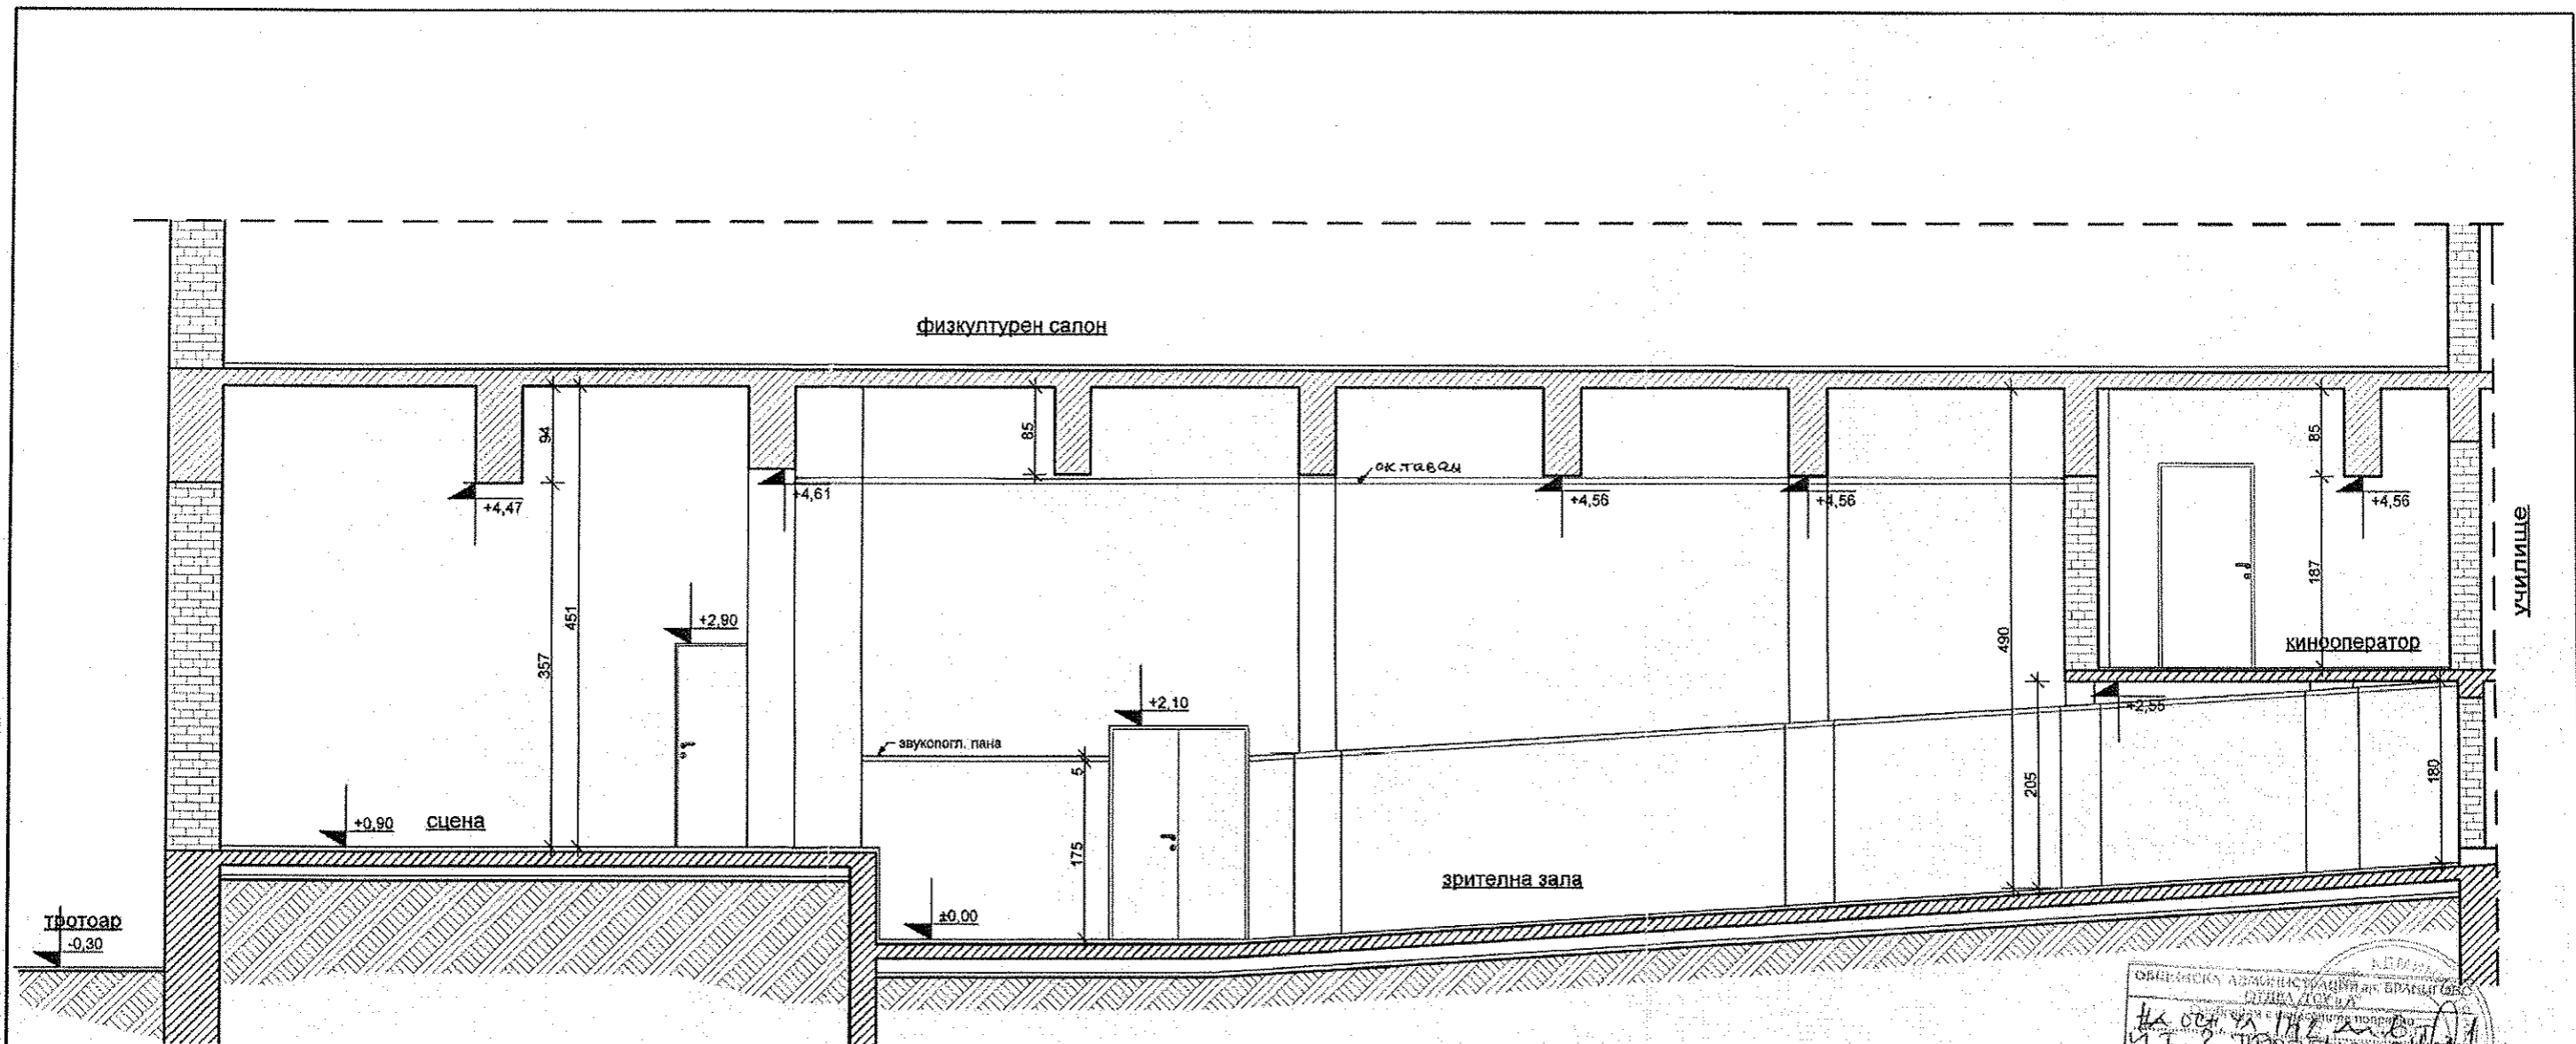 физкултурен салон
94
85
85
ок.таван
+4,47
+4,61
+4,56
+4,56
+4,56
училище
451
357
187
490
+2,90
кинооператор
+2,10
+2,55
звукопогл. пана
5
205
180
+0,90
сцена
175
зрителна зала
±0,00
тротоар
-0,30